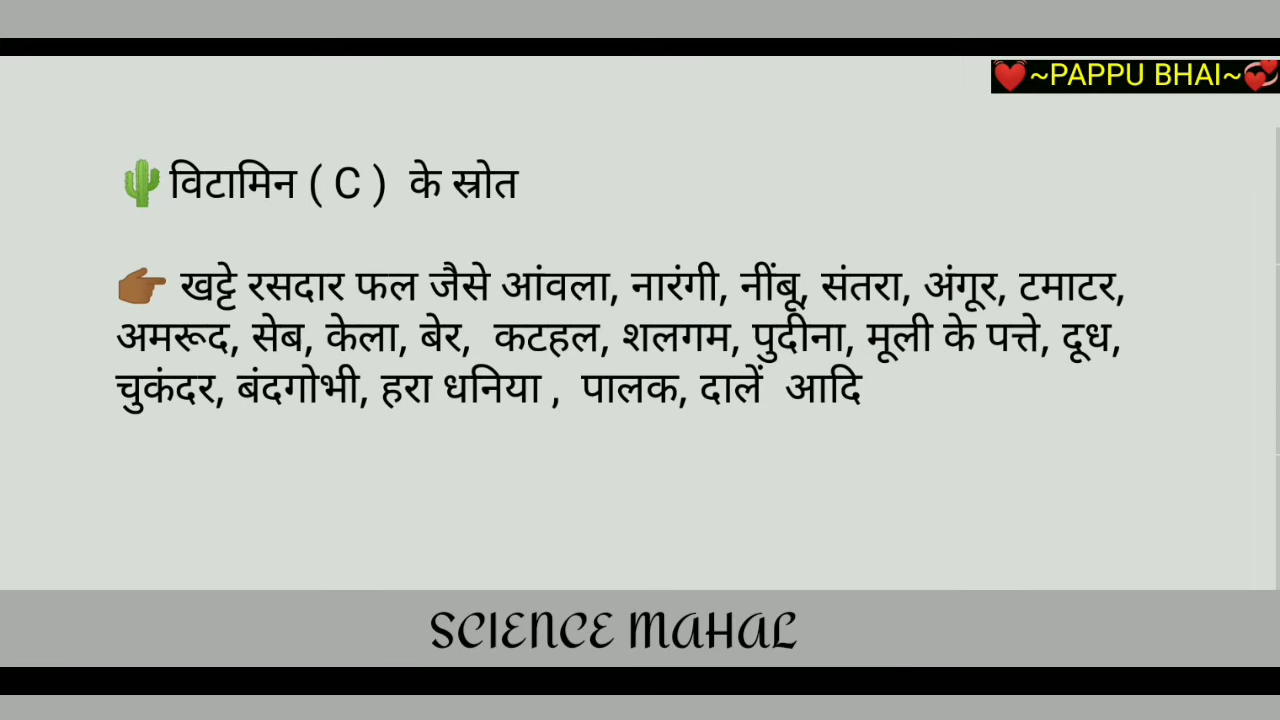 ❤️~PAPPU BHAI~💞
🌵विटामिन ( C ) के स्रोत
👉🏾 खट्टे रसदार फल जैसे आंवला, नारंगी, नींबू, संतरा, अंगूर, टमाटर,
अमरूद, सेब, केला, बेर, कटहल, शलगम, पुदीना, मूली के पत्ते, दूध,
चुकंदर, बंदगोभी, हरा धनिया , पालक, दालें आदि
SCIENCE MAHAL